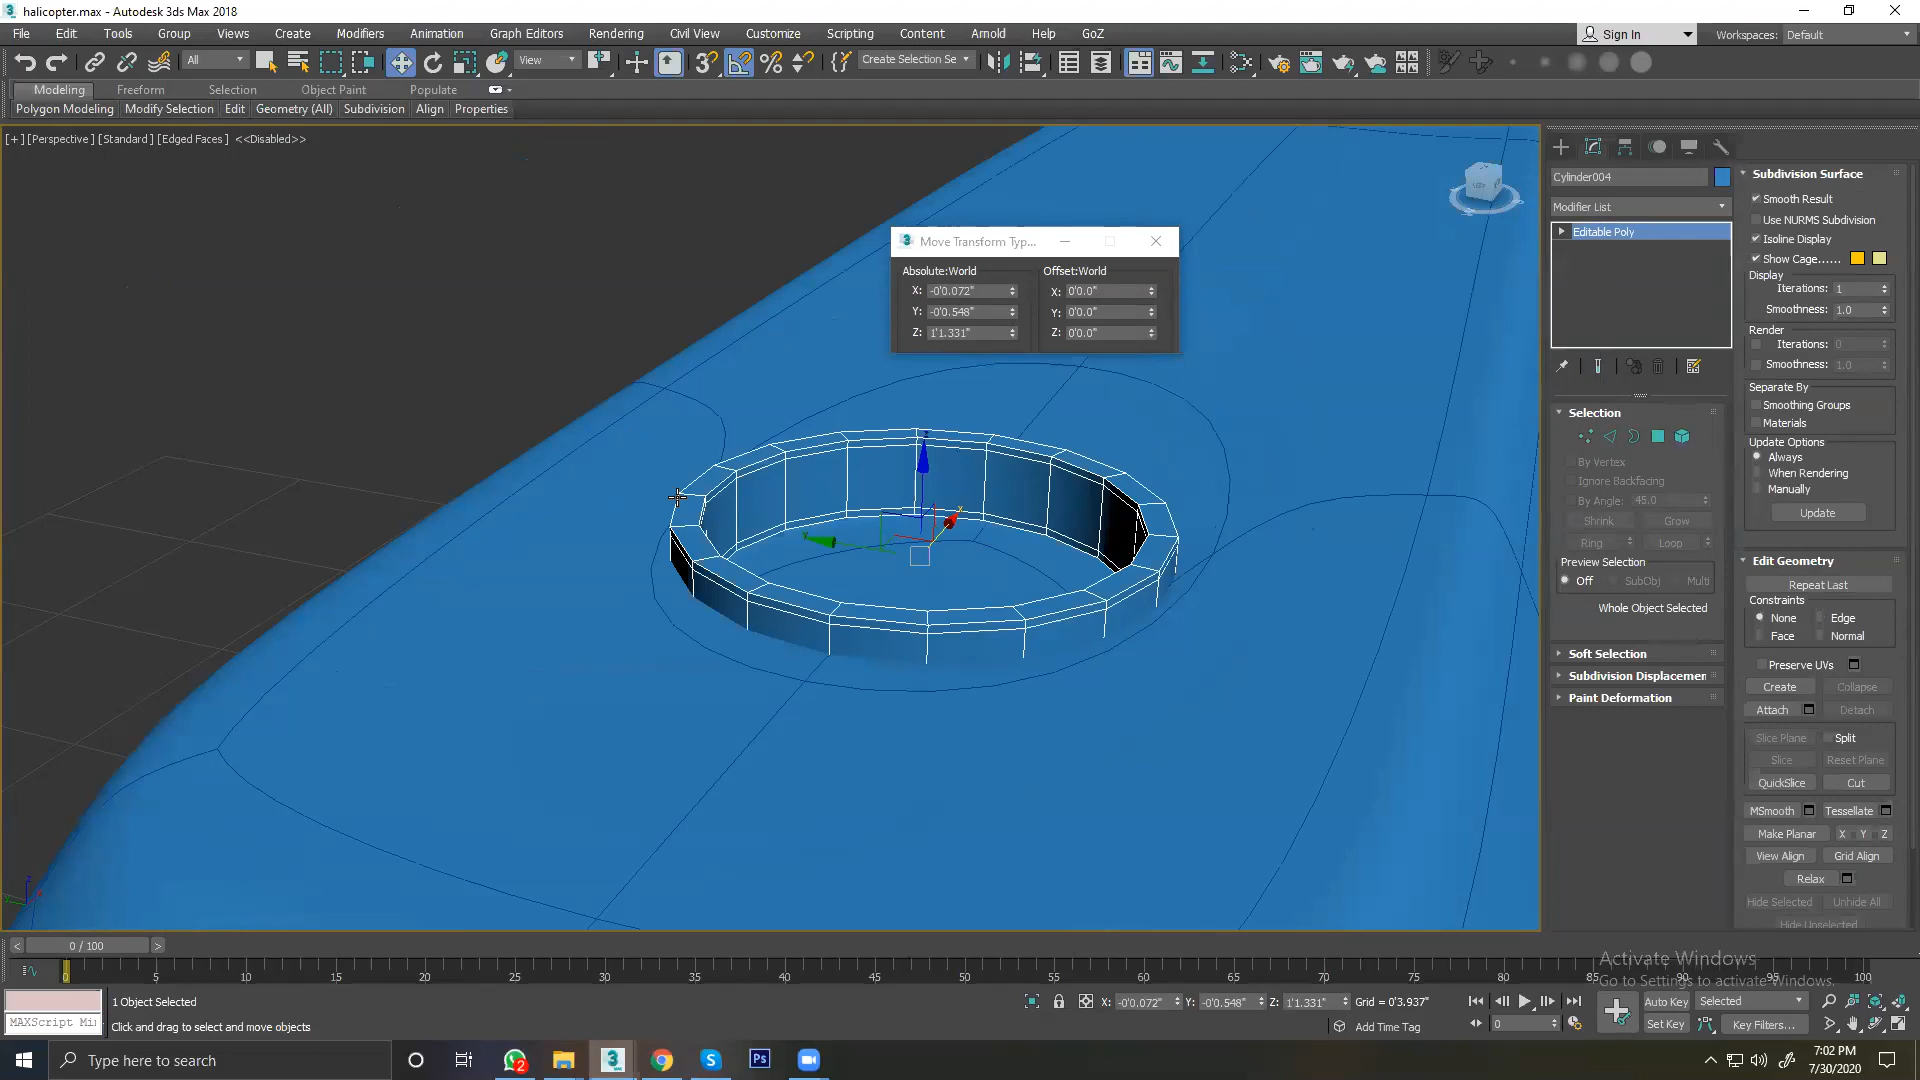 halicopter.max - Autodesk 3ds Max 2018
File Edit Tools Group Views Create Modifiers Animation Graph Editors Rendering Civil View Customize Scripting Content Arnold Help GoZ
Sign In Workspaces: Default
All View Create Selection Se
Modeling Freeform Selection Object Paint Populate
Polygon Modeling Modify Selection Edit Geometry (All) Subdivision Align Properties
[+] [Perspective] [Standard] [Edged Faces] <<Disabled>>
Move Transform Typ...
Absolute:World Offset:World
X: -0'0.072" X: 0'0.0"
Y: -0'0.548" Y: 0'0.0"
Z: 1'1.331" Z: 0'0.0"
Cylinder004
Modifier List
Editable Poly
Selection
By Vertex
Ignore Backfacing
By Angle: 45.0
Shrink Grow
Ring Loop
Preview Selection
Off SubObj Multi
Whole Object Selected
Soft Selection
Subdivision Displacemen
Paint Deformation
Subdivision Surface
Smooth Result
Use NURMS Subdivision
Isoline Display
Show Cage......
Display
Iterations: 1
Smoothness: 1.0
Render
Iterations: 0
Smoothness: 1.0
Separate By
Smoothing Groups
Materials
Update Options
Always
When Rendering
Manually
Update
Edit Geometry
Repeat Last
Constraints
None Edge
Face Normal
Preserve UVs
Create Collapse
Attach Detach
Slice Plane Split
Slice Reset Plane
QuickSlice Cut
MSmooth Tessellate
Make Planar X Y Z
View Align Grid Align
Relax
Hide Selected Unhide All
Hide Unselected
< 0 / 100 >
0 5 10 15 20 25 30 35 40 45 50 55 60 65 70 75 80 85 90 95 100
Activate Windows
Go to Settings to activate Windows.
1 Object Selected
X: -0'0.072" Y: -0'0.548" Z: 1'1.331" Grid = 0'3.937"
Auto Key Selected
MAXScript Mi
Click and drag to select and move objects
Add Time Tag
0
Set Key Key Filters...
Type here to search
2
Ps
7:02 PM
7/30/2020